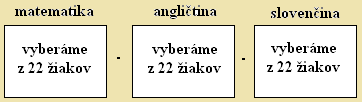 matematika angličtina slovenčina
vyberáme . vyberáme . vyberáme
z 22 žiakov z 22 žiakov z 22 žiakov